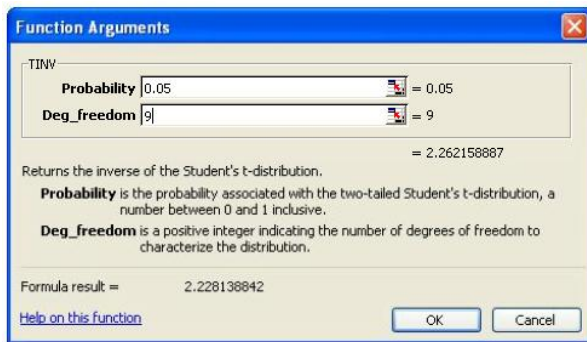 Function Arguments
TINV
Probability 0.05 = 0.05
Deg_freedom 9 = 9
= 2.262158887
Returns the inverse of the Student's t-distribution.
Probability is the probability associated with the two-tailed Student's t-distribution, a
number between 0 and 1 inclusive.
Deg_freedom is a positive integer indicating the number of degrees of freedom to
characterize the distribution.
Formula result = 2.228138842
Help on this function OK Cancel